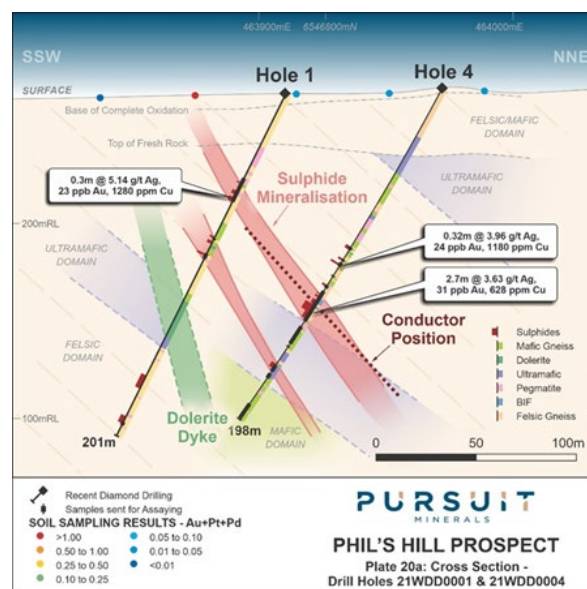 463900mE
6546800mN
464000mE
SSW
NNE
Hole 1
Hole 4
SURFACE
Base of Complete Oxidation
Top of Fresh Rock
FELSIC/MAFIC
DOMAIN
ULTRAMAFIC
DOMAIN
0.3m @ 5.14 g/t Ag,
23 ppb Au, 1280 ppm Cu
Sulphide
Mineralisation
200mRL
0.32m @ 3.96 g/t Ag,
24 ppb Au, 1180 ppm Cu
ULTRAMAFIC
DOMAIN
2.7m @ 3.63 g/t Ag,
31 ppb Au, 628 ppm Cu
Conductor
Position
FELSIC
DOMAIN
Sulphides
Mafic Gneiss
Dolerite
Ultramafic
Pegmatite
BIF
Felsic Gneiss
100mRL
Dolerite
Dyke
MAFIC
DOMAIN
201m
198m
0
50
100m
Recent Diamond Drilling
Samples sent for Assaying
SOIL SAMPLING RESULTS - Au+Pt+Pd
>1.00
0.50 to 1.00
0.25 to 0.50
0.10 to 0.25
0.05 to 0.10
0.01 to 0.05
<0.01
PURSUIT
MINERALS
PHIL'S HILL PROSPECT
Plate 20a: Cross Section -
Drill Holes 21WDD0001 & 21WDD0004